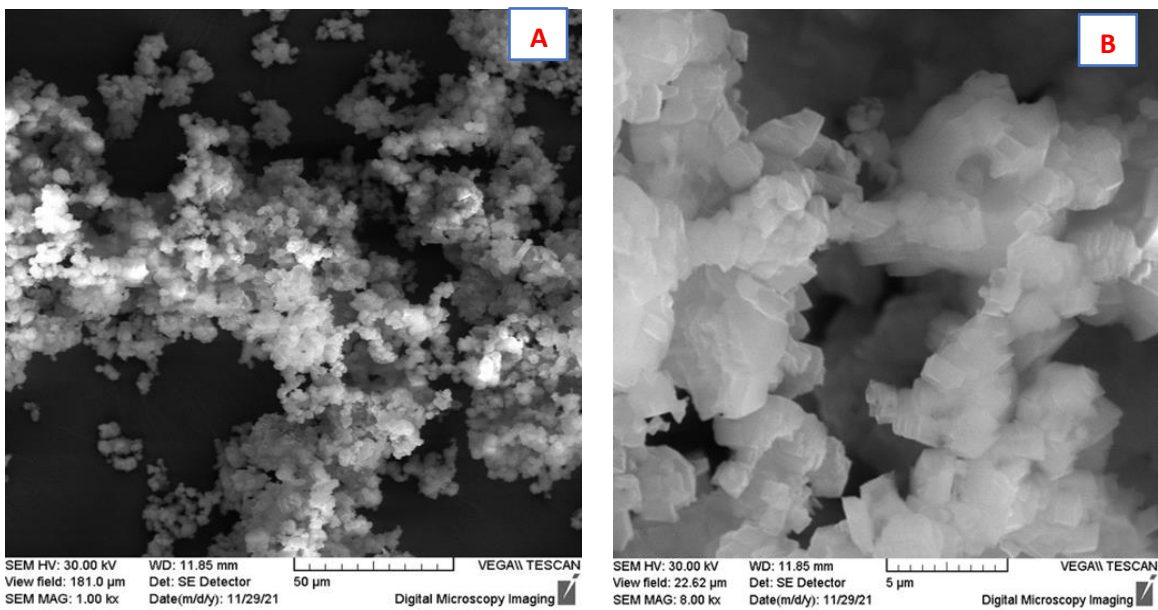 A
SEM HV: 30.00 kV WD: 11.85 mm VEGA\\ TESCAN
View field: 181.0 µm Det: SE Detector 50 µm
SEM MAG: 1.00 kx Date(m/d/y): 11/29/21 Digital Microscopy Imaging
B
SEM HV: 30.00 kV WD: 11.85 mm VEGA\\ TESCAN
View field: 22.62 µm Det: SE Detector 5 µm
SEM MAG: 8.00 kx Date(m/d/y): 11/29/21 Digital Microscopy Imaging